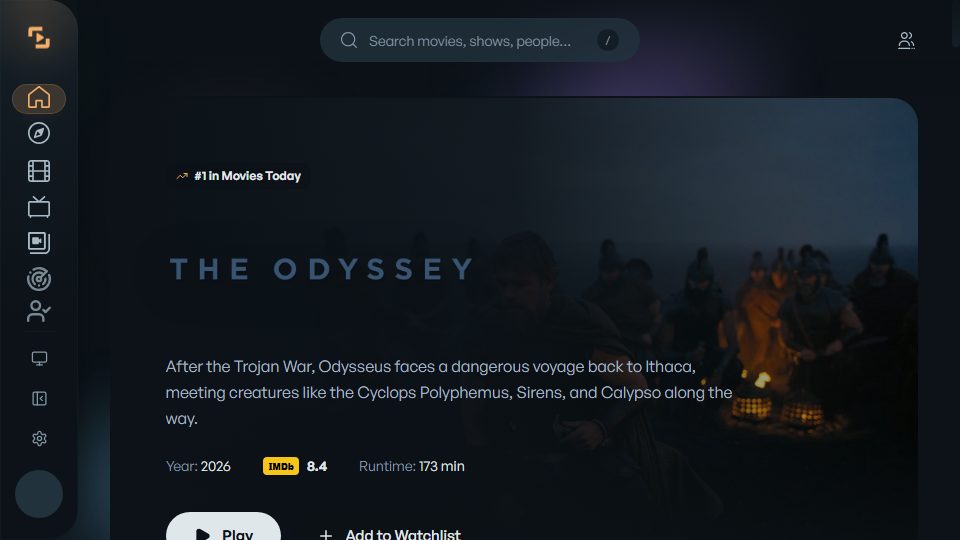 Search movies, shows, people... /
#1 in Movies Today
THE ODYSSEY
After the Trojan War, Odysseus faces a dangerous voyage back to Ithaca,
meeting creatures like the Cyclops Polyphemus, Sirens, and Calypso along the
way.
Year: 2026 IMDb 8.4 Runtime: 173 min
Play + Add to Watchlist